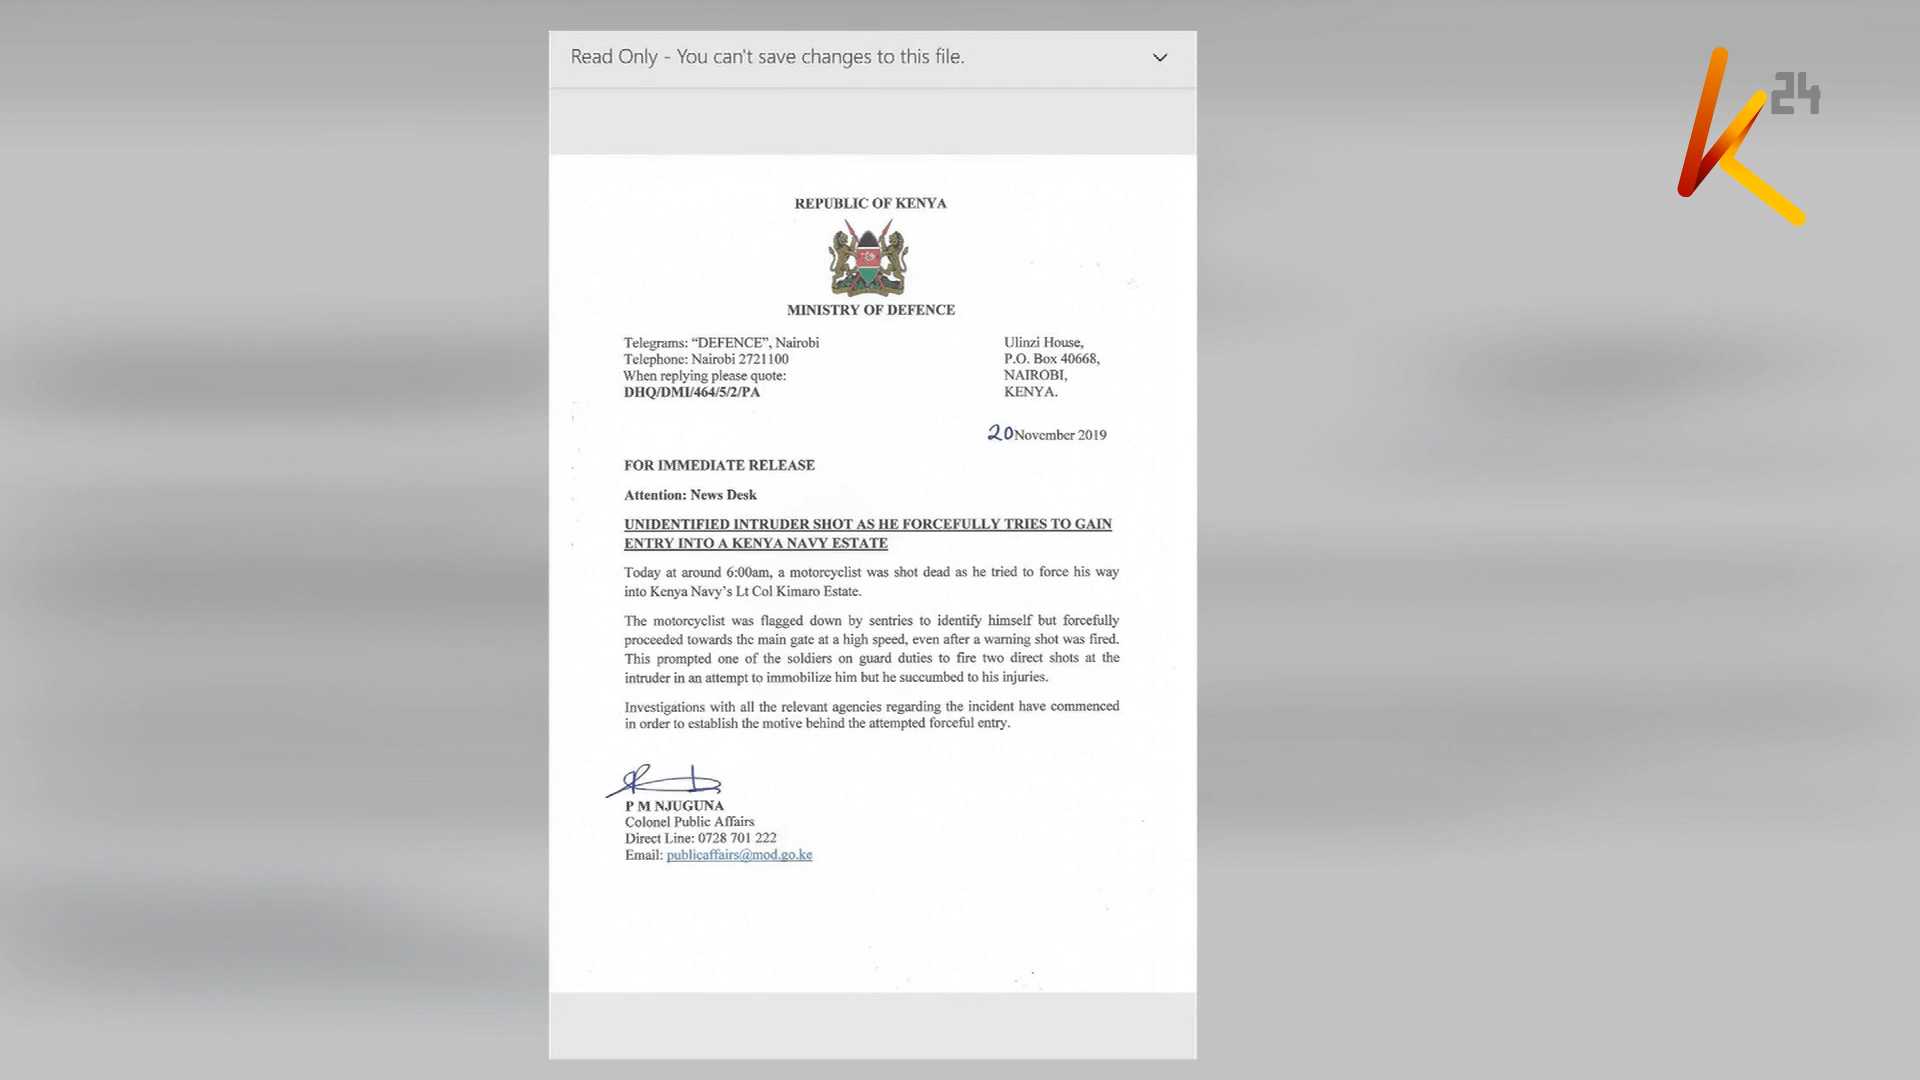 Read Only - You can't save changes to this file.
24
REPUBLIC OF KENYA
MINISTRY OF DEFENCE
Telegrams: “DEFENCE”, Nairobi
Telephone: Nairobi 2721100
When replying please quote:
DHQ/DMI/464/5/2/PA
Ulinzi House,
P.O. Box 40668,
NAIROBI,
KENYA.
20 November 2019
FOR IMMEDIATE RELEASE
Attention: News Desk
UNIDENTIFIED INTRUDER SHOT AS HE FORCEFULLY TRIES TO GAIN
ENTRY INTO A KENYA NAVY ESTATE
Today at around 6:00am, a motorcyclist was shot dead as he tried to force his way
into Kenya Navy’s Lt Col Kimaro Estate.
The motorcyclist was flagged down by sentries to identify himself but forcefully
proceeded towards the main gate at a high speed, even after a warning shot was fired.
This prompted one of the soldiers on guard duties to fire two direct shots at the
intruder in an attempt to immobilize him but he succumbed to his injuries.
Investigations with all the relevant agencies regarding the incident have commenced
in order to establish the motive behind the attempted forceful entry.
P M NJUGUNA
Colonel Public Affairs
Direct Line: 0728 701 222
Email: publicaffairs@mod.go.ke